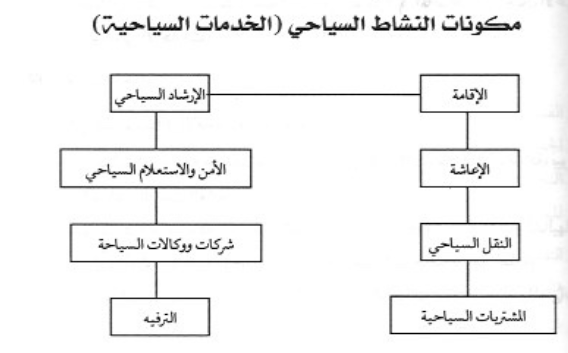 مكونات النشاط السياحي (الخدمات السياحية)
الإقامة
الإرشاد السياحي
الإعاشة
الأمن والاستعلام السياحي
النقل السياحي
شركات ووكالات السياحة
المشتريات السياحية
الترفيه